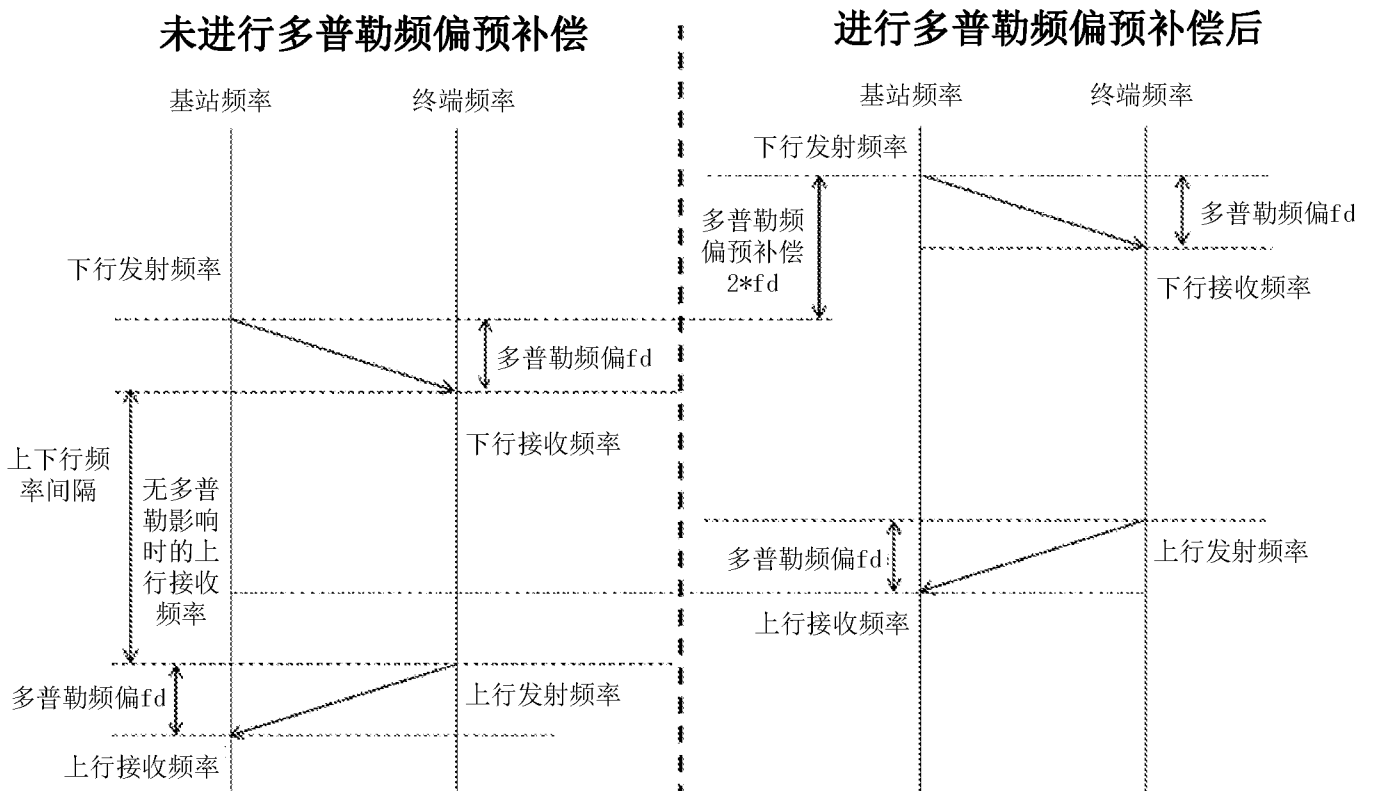 未进行多普勒频偏预补偿
基站频率
终端频率
下行发射频率
多普勒频偏fd
下行接收频率
上下行频
率间隔
无多普
勒影响
时的上
行接收
频率
多普勒频偏fd
上行发射频率
上行接收频率
进行多普勒频偏预补偿后
基站频率
终端频率
下行发射频率
多普勒频
偏预补偿
2*fd
多普勒频偏fd
下行接收频率
多普勒频偏fd
上行发射频率
上行接收频率